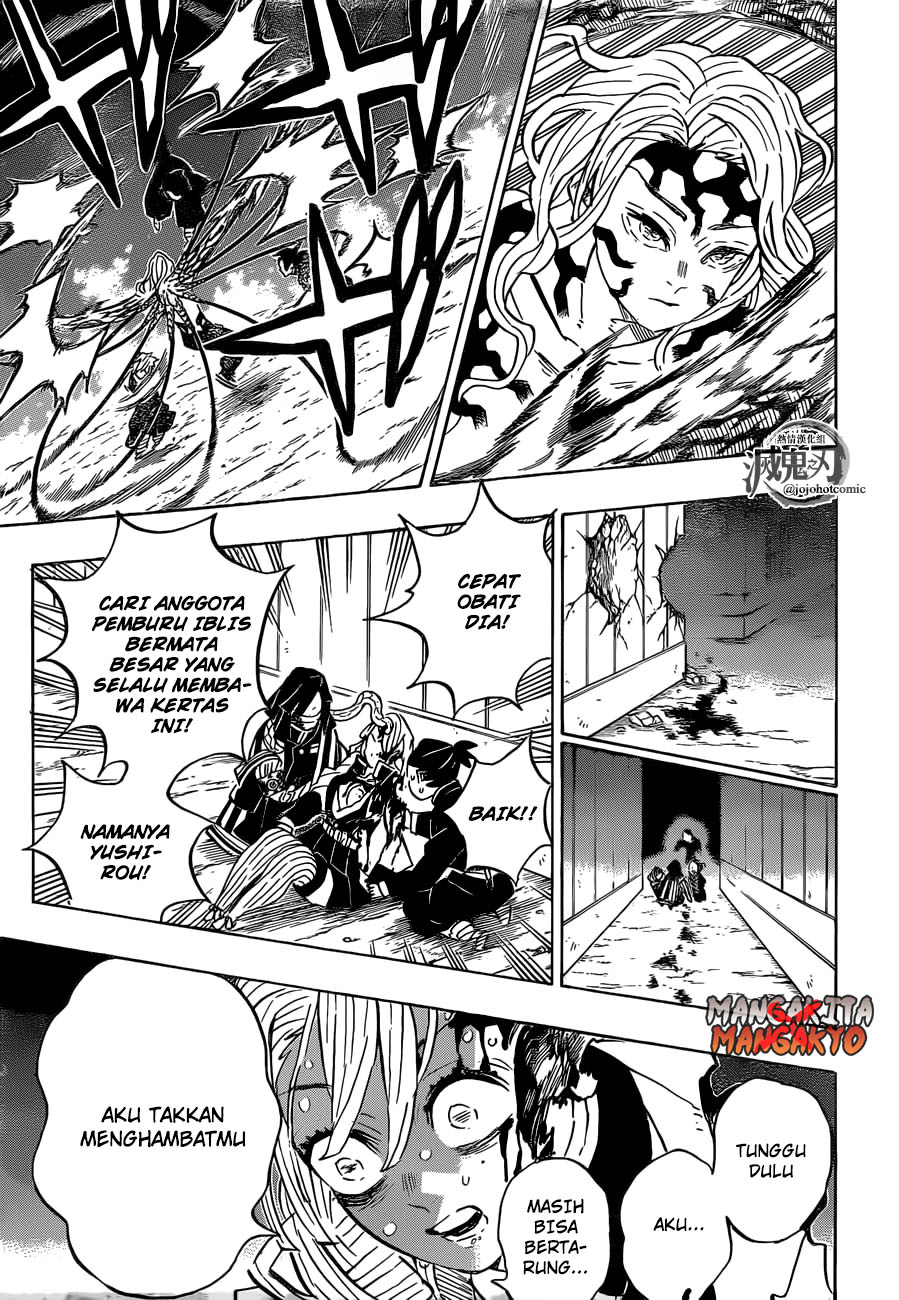 熱情漢化組
滅鬼之刃
@jojohotcomic
CEPAT
OBATI
DIA!
CARI ANGGOTA
PEMBURU IBLIS
BERMATA
BESAR YANG
SELALU MEMBA-
WA KERTAS
INI!
NAMANYA
YUSHI-
ROU!
BAIK!!
MANGAKITA
MANGAKYO
TUNGGU
DULU
AKU...
MASIH
BISA
BERTA-
RUNG...
AKU TAKKAN
MENGHAMBATMU